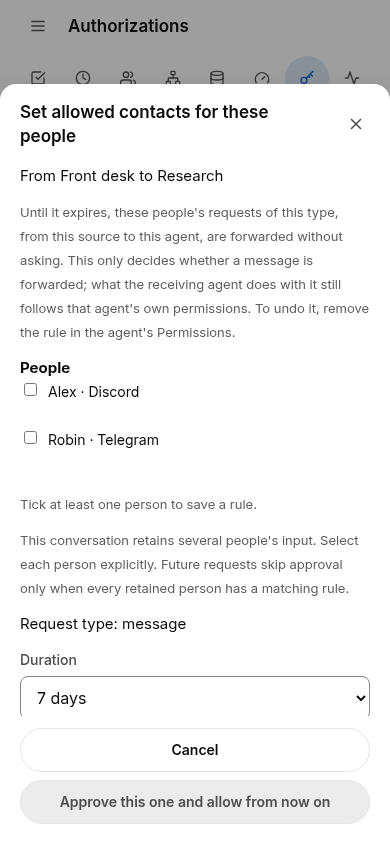 Authorizations
Set allowed contacts for these
people
From Front desk to Research
Until it expires, these people's requests of this type,
from this source to this agent, are forwarded without
asking. This only decides whether a message is
forwarded; what the receiving agent does with it still
follows that agent's own permissions. To undo it, remove
the rule in the agent's Permissions.
People
Alex · Discord
Robin · Telegram
Tick at least one person to save a rule.
This conversation retains several people's input. Select
each person explicitly. Future requests skip approval
only when every retained person has a matching rule.
Request type: message
Duration
7 days
Cancel
Approve this one and allow from now on